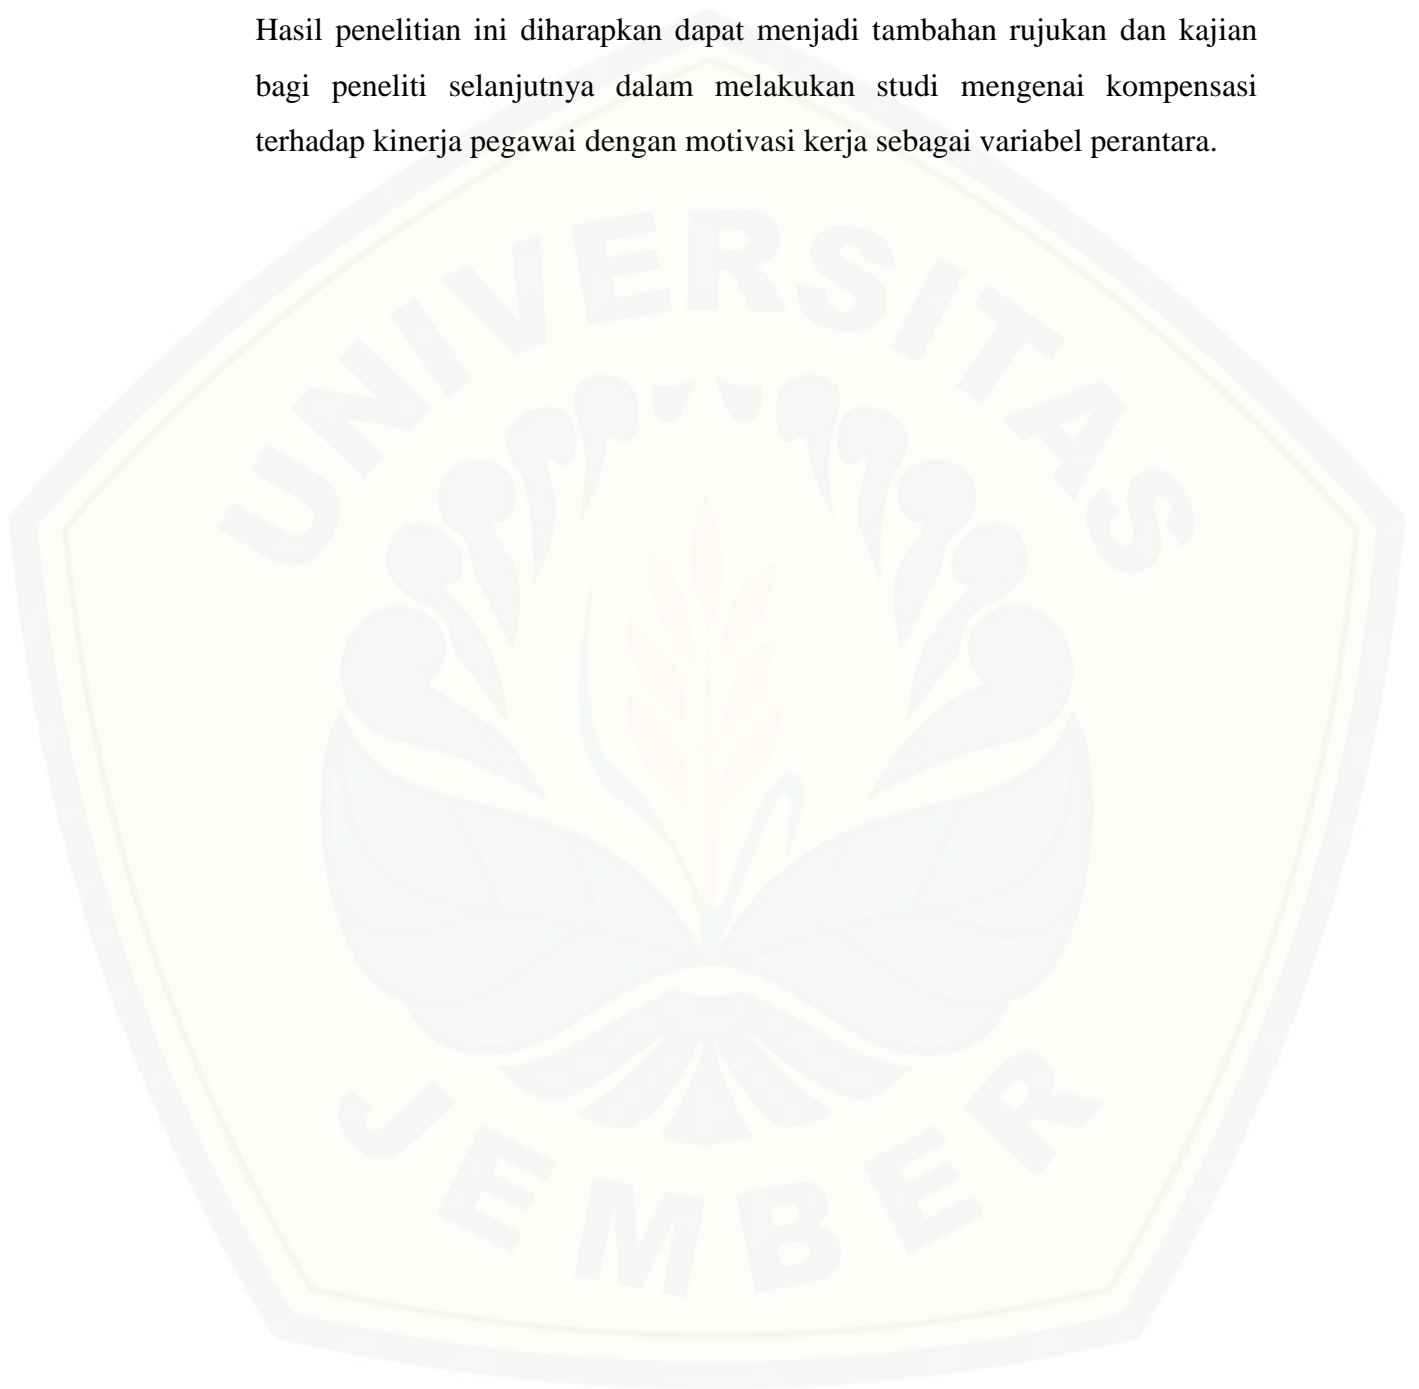 Hasil penelitian ini diharapkan dapat menjadi tambahan rujukan dan kajian
bagi peneliti selanjutnya dalam melakukan studi mengenai kompensasi
terhadap kinerja pegawai dengan motivasi kerja sebagai variabel perantara.
UNIVERSITAS
JEMBER